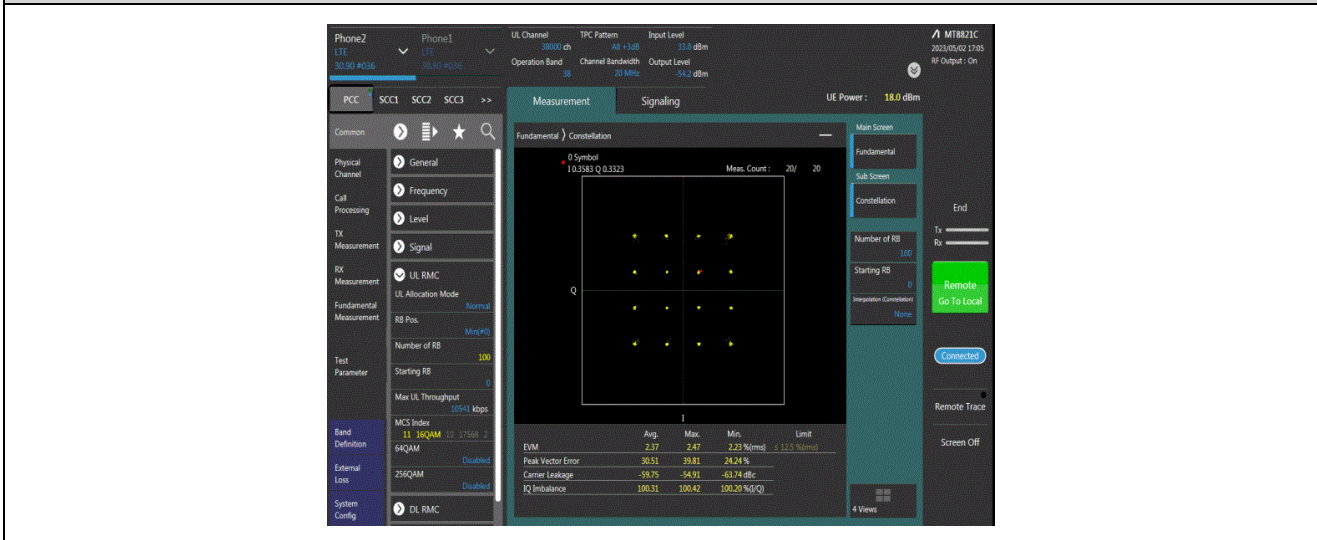 Phone2
LTE
30.90 #036
Phone1
LTE
30.90 #036
UL Channel
38000 ch
TPC Pattern
All +3dB
Input Level
33.0 dBm
Operation Band
38
Channel Bandwidth
20 MHz
Output Level
-54.2 dBm
MT8821C
2023/05/02 17:05
RF Output : On
PCC SCC1 SCC2 SCC3 >>
Measurement
Signaling
UE Power : 18.0 dBm
Common
Physical
Channel
Call
Processing
TX
Measurement
RX
Measurement
Fundamental
Measurement
Test
Parameter
Band
Definition
External
Loss
System
Config
General
Frequency
Level
Signal
UL RMC
UL Allocation Mode
Normal
RB Pos.
Min(#0)
Number of RB
100
Starting RB
0
Max UL Throughput
10541 kbps
MCS Index
11 16QAM 10 17568 2
64QAM
Disabled
256QAM
Disabled
DL RMC
Fundamental ❭ Constellation
0 Symbol
I 0.3583 Q 0.3323
Meas. Count : 20/ 20
Q
I
Avg. Max. Min. Limit
EVM 2.37 2.47 2.23 %(rms) ≤ 12.5 %(rms)
Peak Vector Error 30.51 39.81 24.24 %
Carrier Leakage -59.75 -54.91 -63.74 dBc
IQ Imbalance 100.31 100.42 100.20 %(I/Q)
Main Screen
Fundamental
Sub Screen
Constellation
Number of RB
100
Starting RB
0
Interpolation (Constellation)
None
4 Views
End
Tx
Rx
Remote
Go To Local
Connected
Remote Trace
Screen Off